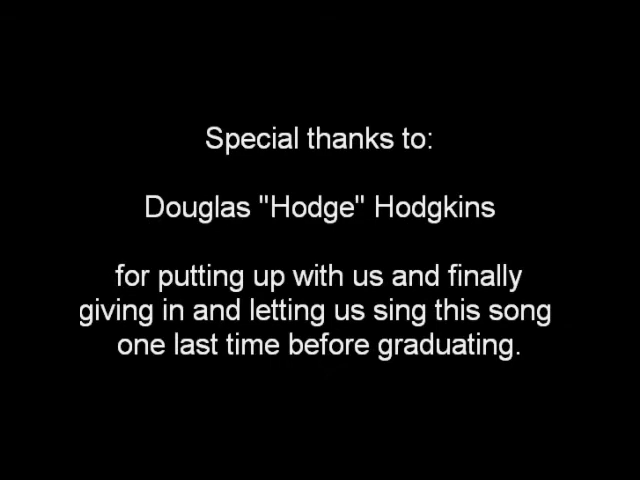 Special thanks to:
Douglas "Hodge" Hodgkins
for putting up with us and finally
giving in and letting us sing this song
one last time before graduating.